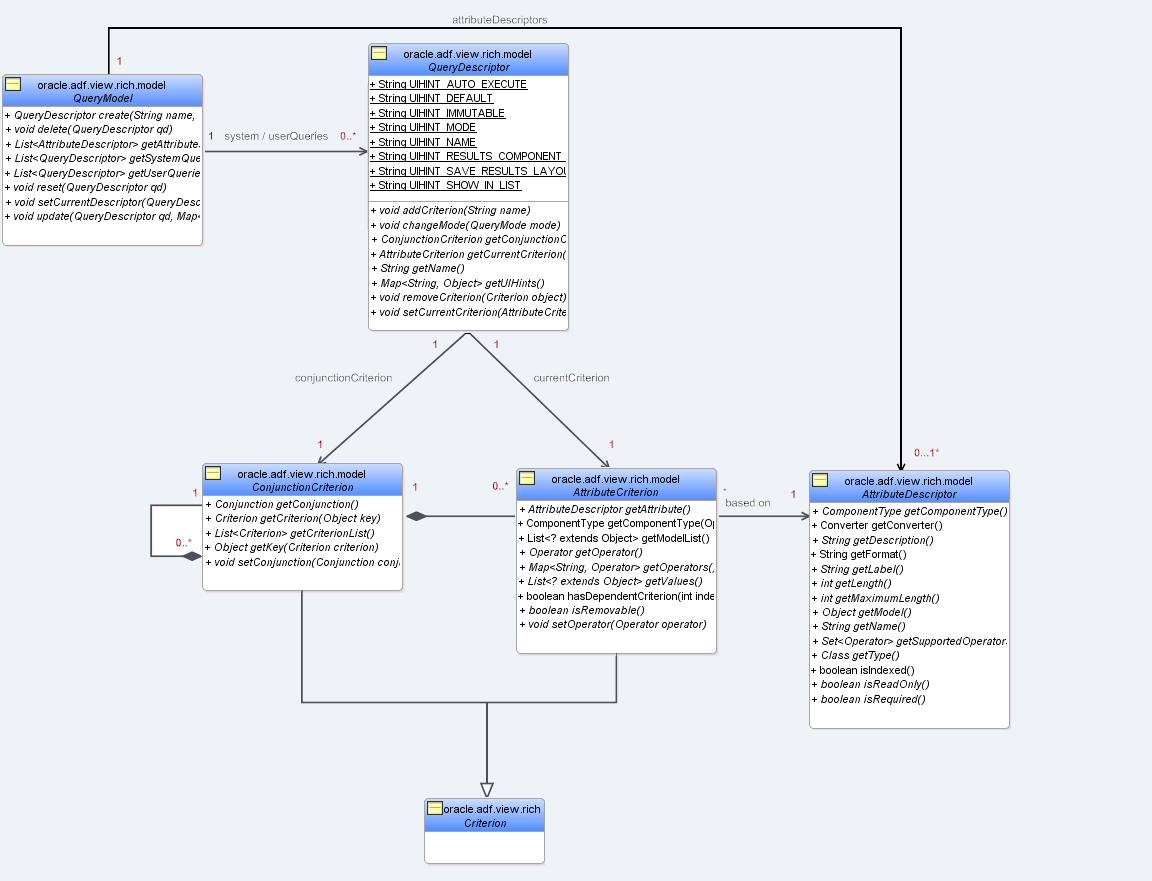 attributeDescriptors
1
oracle.adf.view.rich.model
QueryModel
+ QueryDescriptor create(String name,
+ void delete(QueryDescriptor qd)
+ List<AttributeDescriptor> getAttribute
+ List<QueryDescriptor> getSystemQue
+ List<QueryDescriptor> getUserQuerie
+ void reset(QueryDescriptor qd)
+ void setCurrentDescriptor(QueryDesc
+ void update(QueryDescriptor qd, Map<
1 system / userQueries 0..*
oracle.adf.view.rich.model
QueryDescriptor
+ String UIHINT_AUTO_EXECUTE
+ String UIHINT_DEFAULT
+ String UIHINT_IMMUTABLE
+ String UIHINT_MODE
+ String UIHINT_NAME
+ String UIHINT_RESULTS_COMPONENT_
+ String UIHINT_SAVE_RESULTS_LAYOU
+ String UIHINT_SHOW_IN_LIST
+ void addCriterion(String name)
+ void changeMode(QueryMode mode)
+ ConjunctionCriterion getConjunctionC
+ AttributeCriterion getCurrentCriterion(
+ String getName()
+ Map<String, Object> getUIHints()
+ void removeCriterion(Criterion object)
+ void setCurrentCriterion(AttributeCrite
1 1
conjunctionCriterion currentCriterion
1 1
0...1*
oracle.adf.view.rich.model
ConjunctionCriterion
+ Conjunction getConjunction()
+ Criterion getCriterion(Object key)
+ List<Criterion> getCriterionList()
+ Object getKey(Criterion criterion)
+ void setConjunction(Conjunction conj
1
0..*
1 0..*
oracle.adf.view.rich.model
AttributeCriterion
+ AttributeDescriptor getAttribute()
+ ComponentType getComponentType(Op
+ List<? extends Object> getModelList()
+ Operator getOperator()
+ Map<String, Operator> getOperators(
+ List<? extends Object> getValues()
+ boolean hasDependentCriterion(int inde
+ boolean isRemovable()
+ void setOperator(Operator operator)
* 1
based on
oracle.adf.view.rich.model
AttributeDescriptor
+ ComponentType getComponentType()
+ Converter getConverter()
+ String getDescription()
+ String getFormat()
+ String getLabel()
+ int getLength()
+ int getMaximumLength()
+ Object getModel()
+ String getName()
+ Set<Operator> getSupportedOperator
+ Class getType()
+ boolean isIndexed()
+ boolean isReadOnly()
+ boolean isRequired()
oracle.adf.view.rich
Criterion